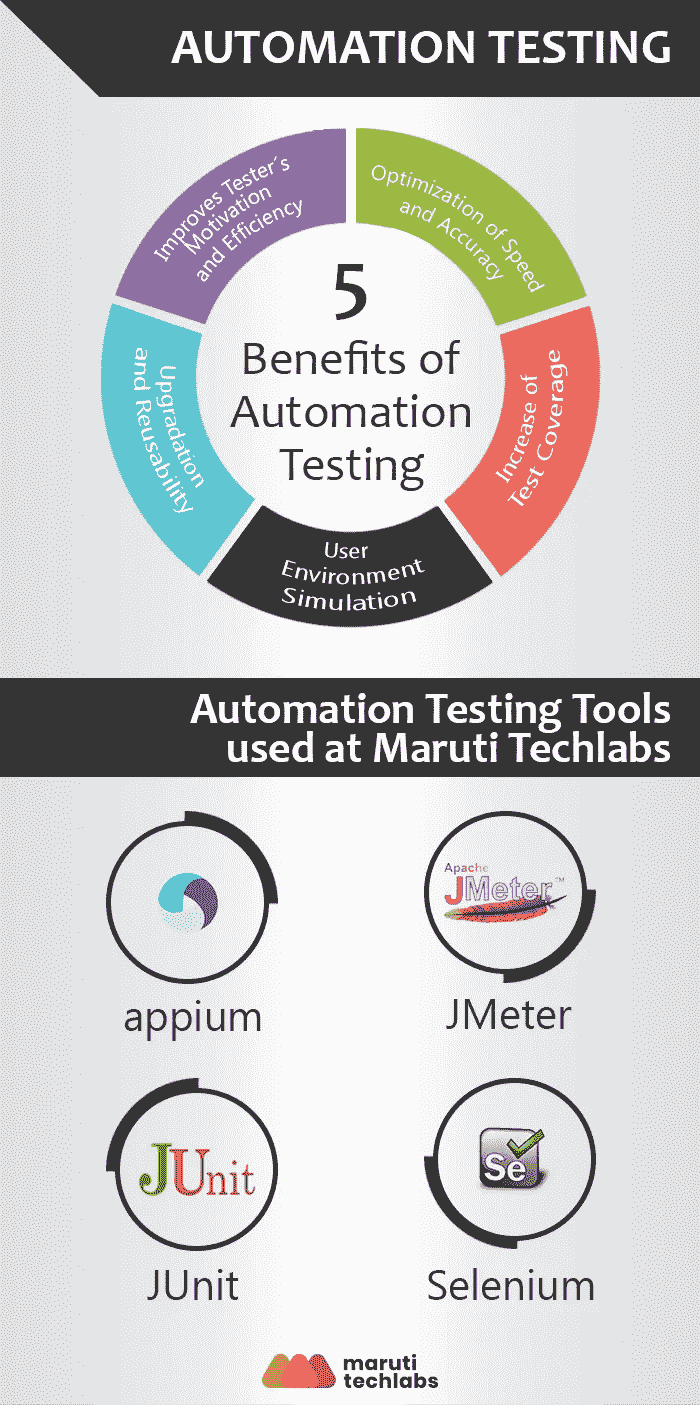 AUTOMATION TESTING
Improves Tester's
Motivation
and Efficiency
Optimization of Speed
and Accuracy
5
Benefits of
Automation
Testing
Upgradation
and Reusability
Increase of
Test Coverage
User
Environment
Simulation
Automation Testing Tools
used at Maruti Techlabs
Apache
JMeter™
appium
JMeter
JUnit
Se
JUnit
Selenium
maruti
techlabs